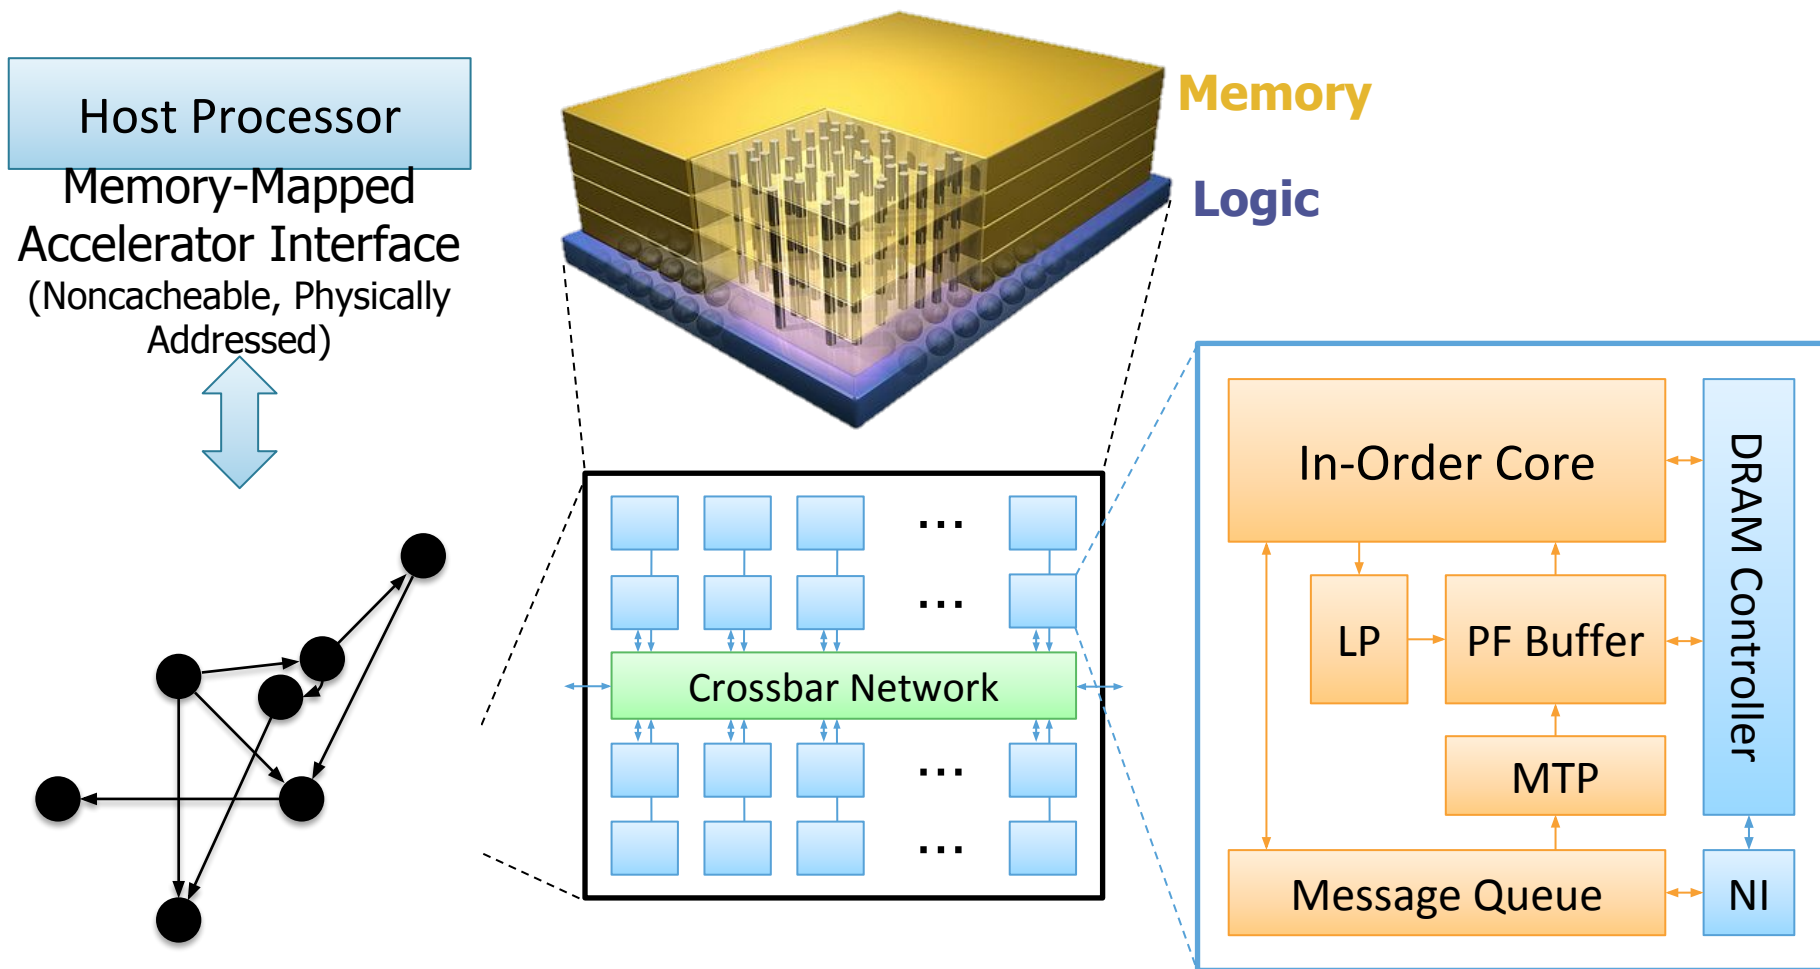 Host Processor
Memory-Mapped
Accelerator Interface
(Noncacheable, Physically
Addressed)
Memory
Logic
...
...
Crossbar Network
...
...
In-Order Core
LP
PF Buffer
MTP
Message Queue
DRAM Controller
NI